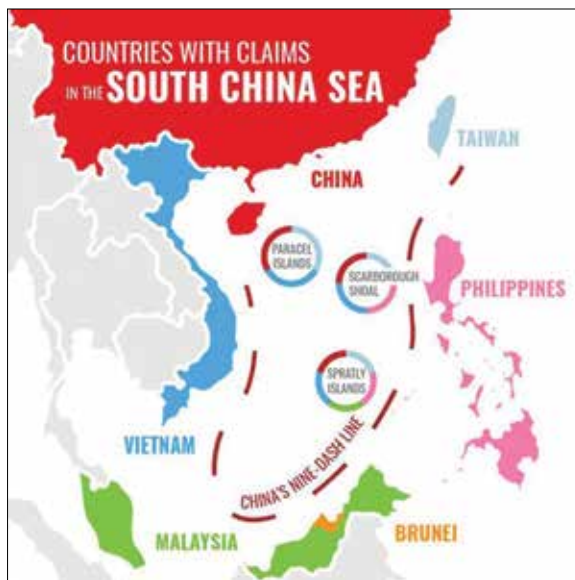 COUNTRIES WITH CLAIMS
IN THE SOUTH CHINA SEA
TAIWAN
CHINA
PARACEL
ISLANDS
SCARBOROUGH
SHOAL
PHILIPPINES
SPRATLY
ISLANDS
VIETNAM
CHINA'S NINE-DASH LINE
MALAYSIA
BRUNEI